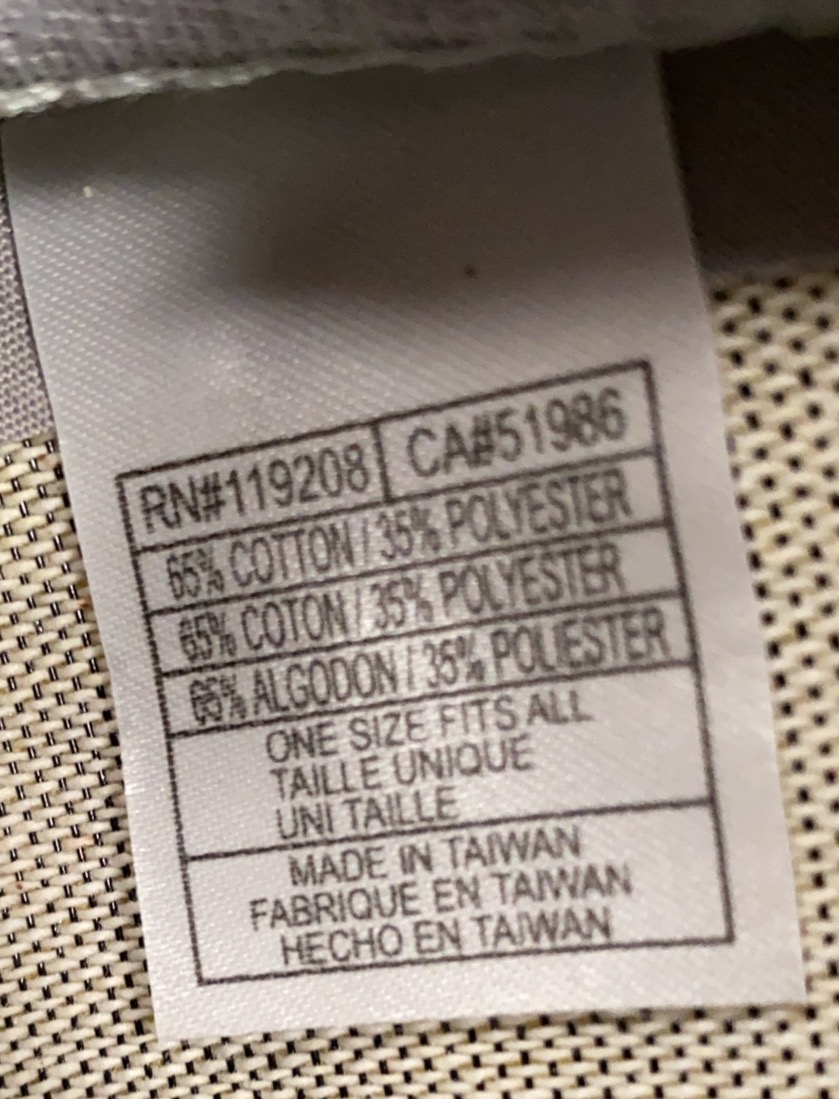 RN#119208 CA#51986
65% COTTON / 35% POLYESTER
65% COTON / 35% POLYESTER
65% ALGODON / 35% POLIESTER
ONE SIZE FITS ALL
TAILLE UNIQUE
UNI TAILLE
MADE IN TAIWAN
FABRIQUE EN TAIWAN
HECHO EN TAIWAN